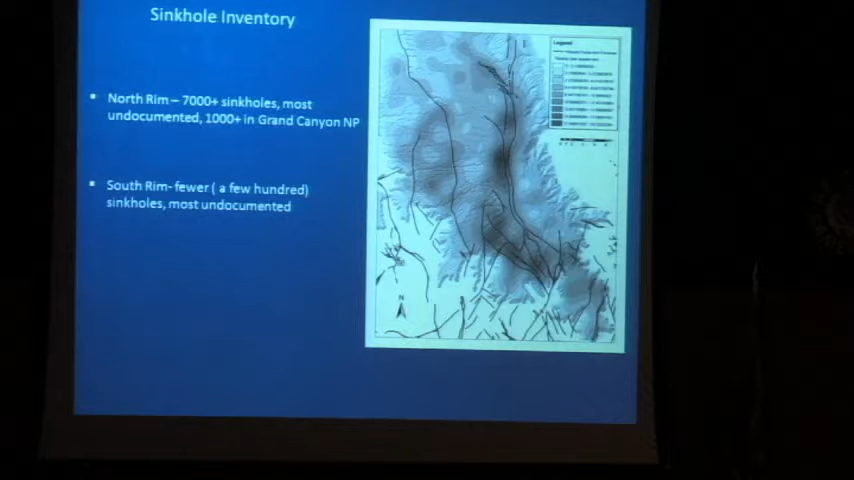 Sinkhole Inventory
▪ North Rim – 7000+ sinkholes, most
undocumented, 1000+ in Grand Canyon NP
▪ South Rim- fewer ( a few hundred)
sinkholes, most undocumented
Legend
N